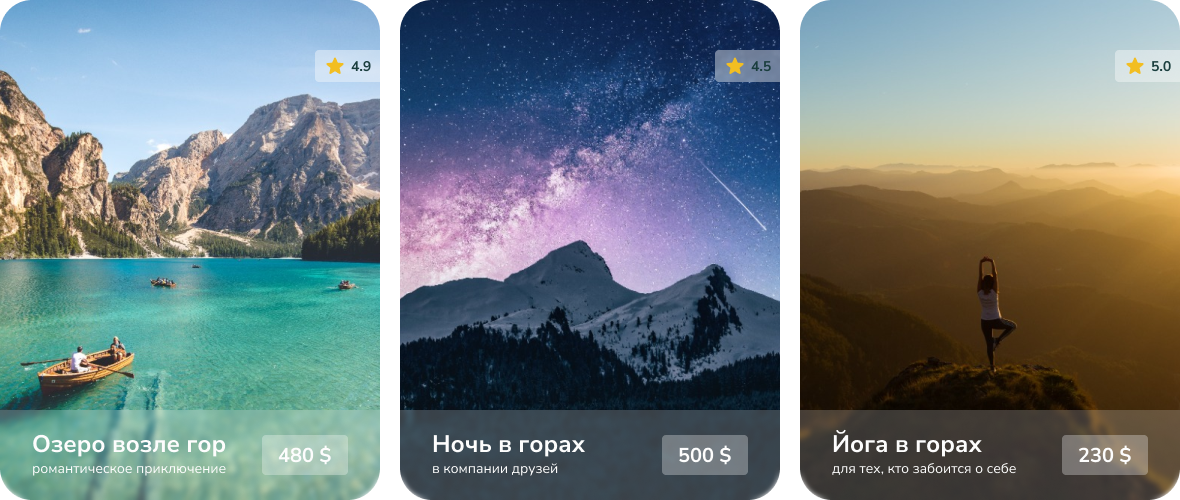 4.9
Озеро возле гор
романтическое приключение
480 $
4.5
Ночь в горах
в компании друзей
500 $
5.0
Йога в горах
для тех, кто забоится о себе
230 $